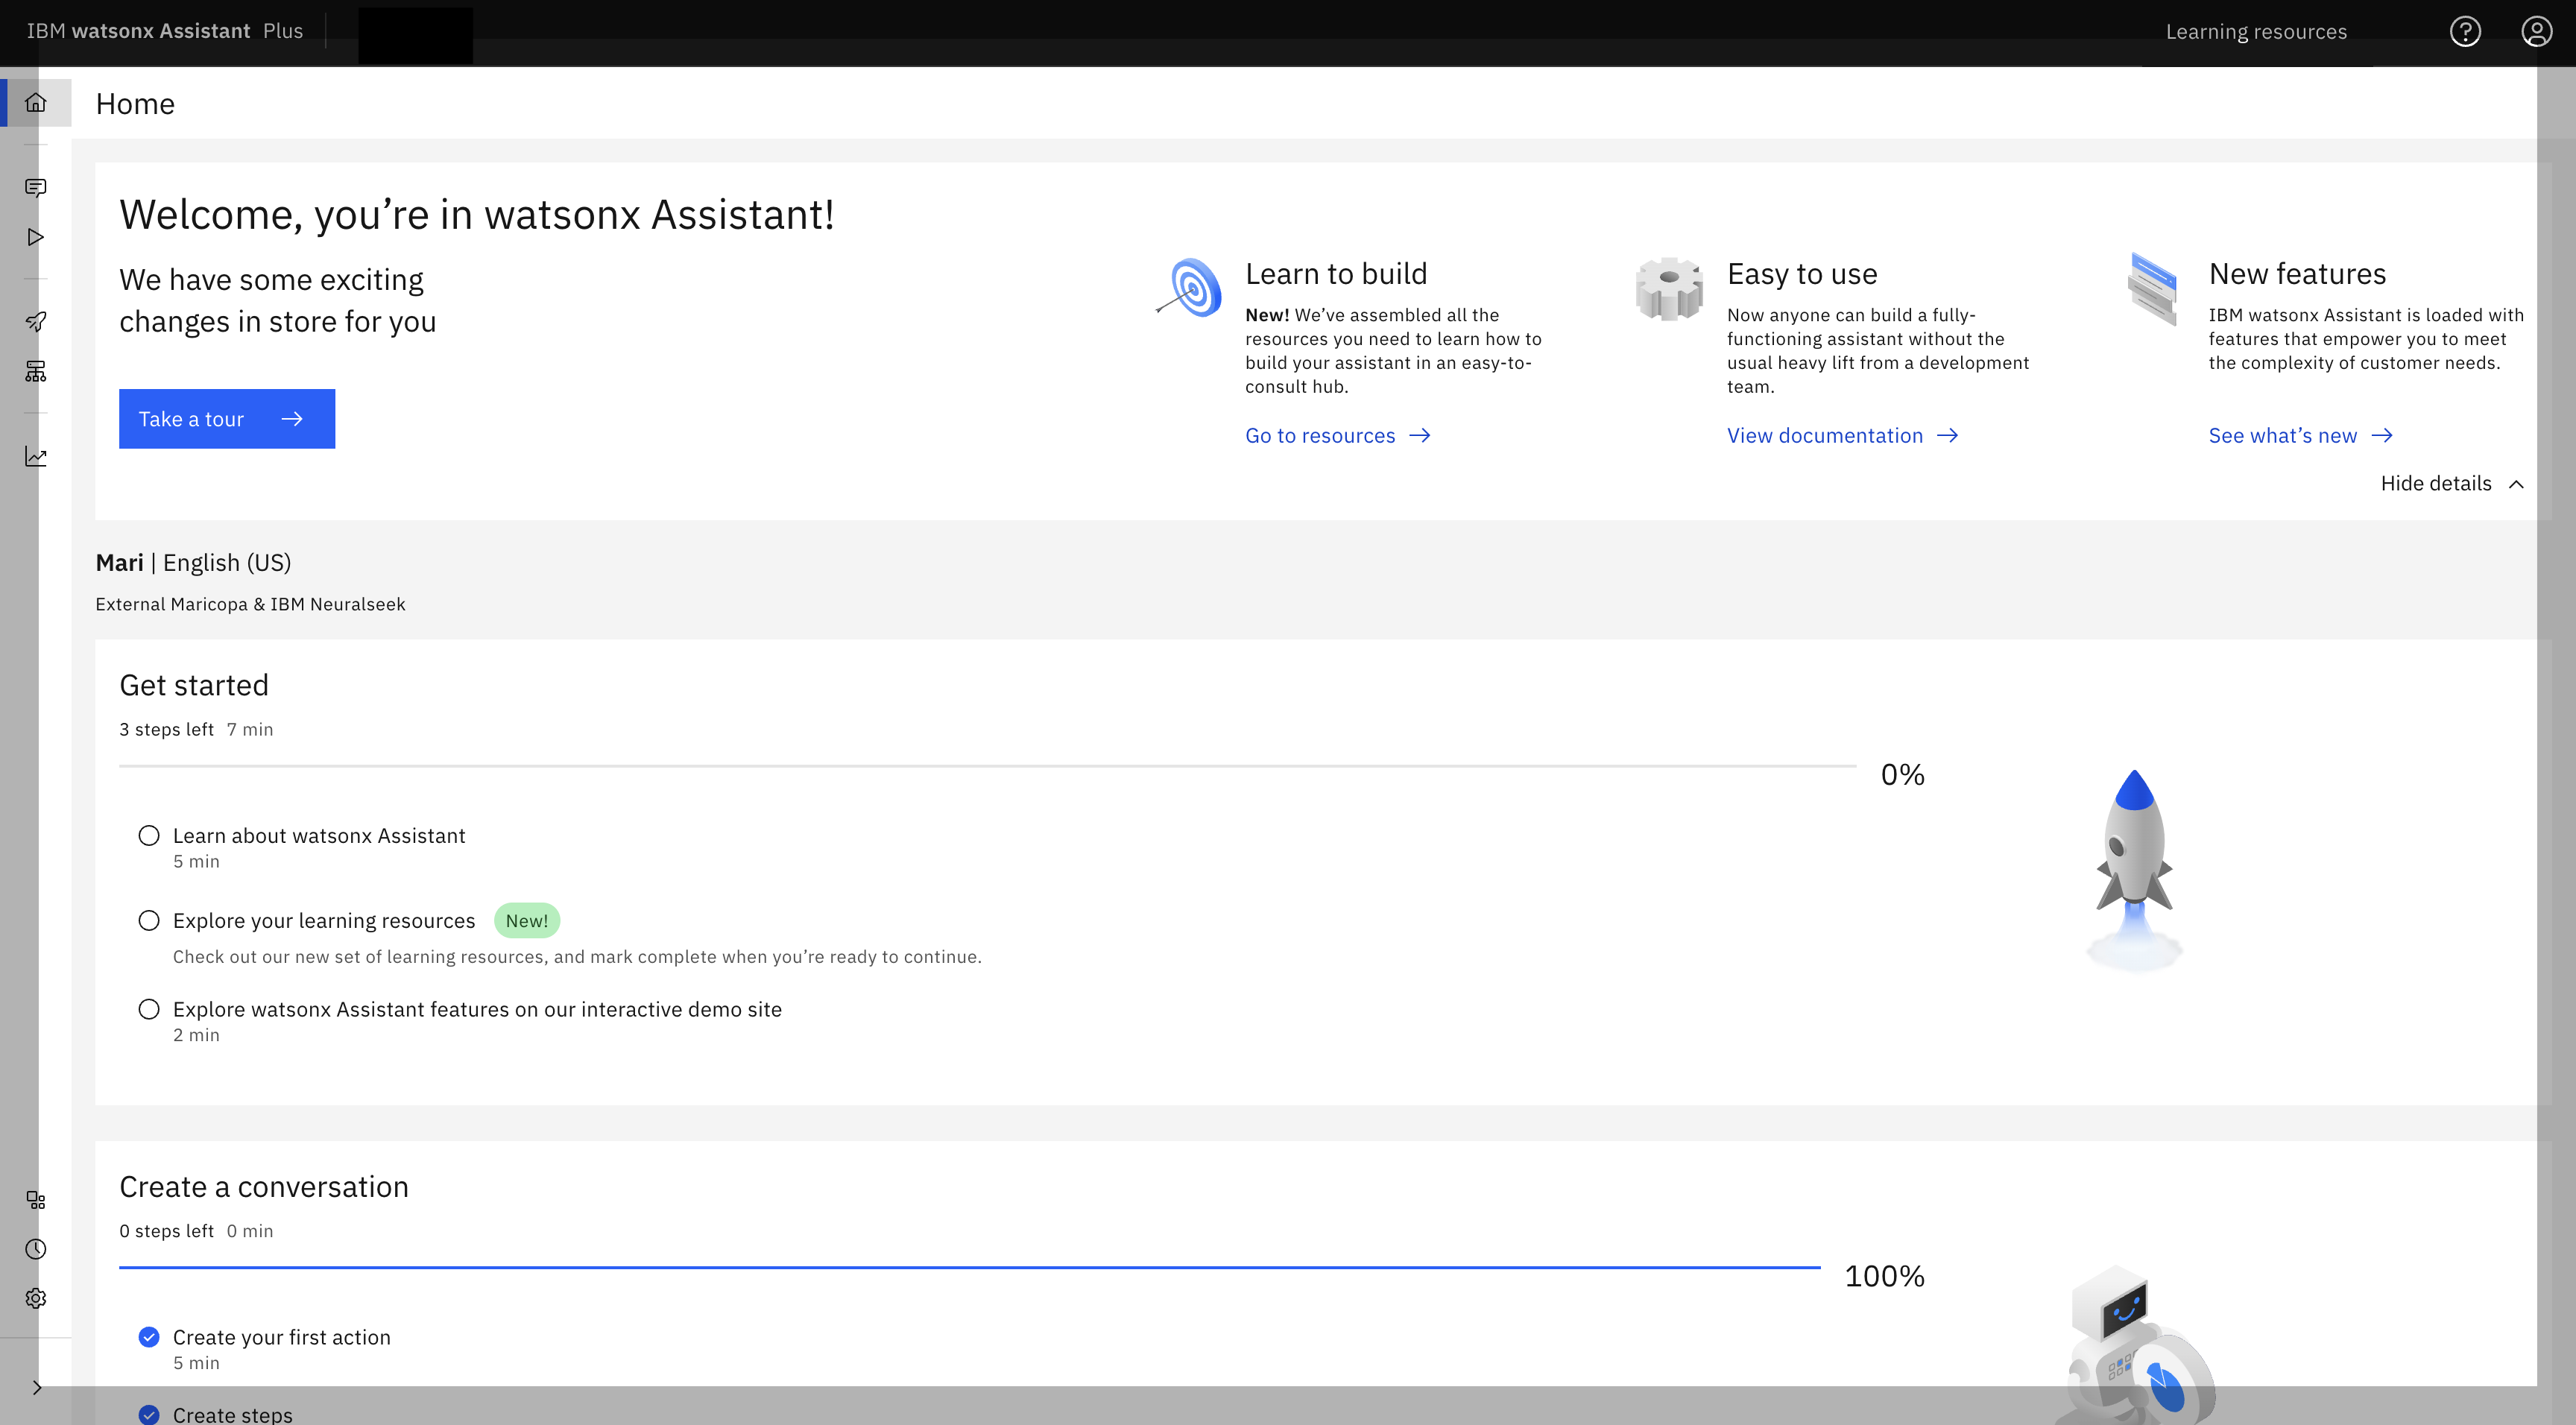 IBM watsonx Assistant Plus
Learning resources
Home
Welcome, you’re in watsonx Assistant!
We have some exciting
changes in store for you
Take a tour
Learn to build
New! We’ve assembled all the
resources you need to learn how to
build your assistant in an easy-to-
consult hub.
Go to resources
Easy to use
Now anyone can build a fully-
functioning assistant without the
usual heavy lift from a development
team.
View documentation
New features
IBM watsonx Assistant is loaded with
features that empower you to meet
the complexity of customer needs.
See what’s new
Hide details
Mari | English (US)
External Maricopa & IBM Neuralseek
Get started
3 steps left 7 min
0%
Learn about watsonx Assistant
5 min
Explore your learning resources New!
Check out our new set of learning resources, and mark complete when you’re ready to continue.
Explore watsonx Assistant features on our interactive demo site
2 min
Create a conversation
0 steps left 0 min
100%
Create your first action
5 min
Create steps